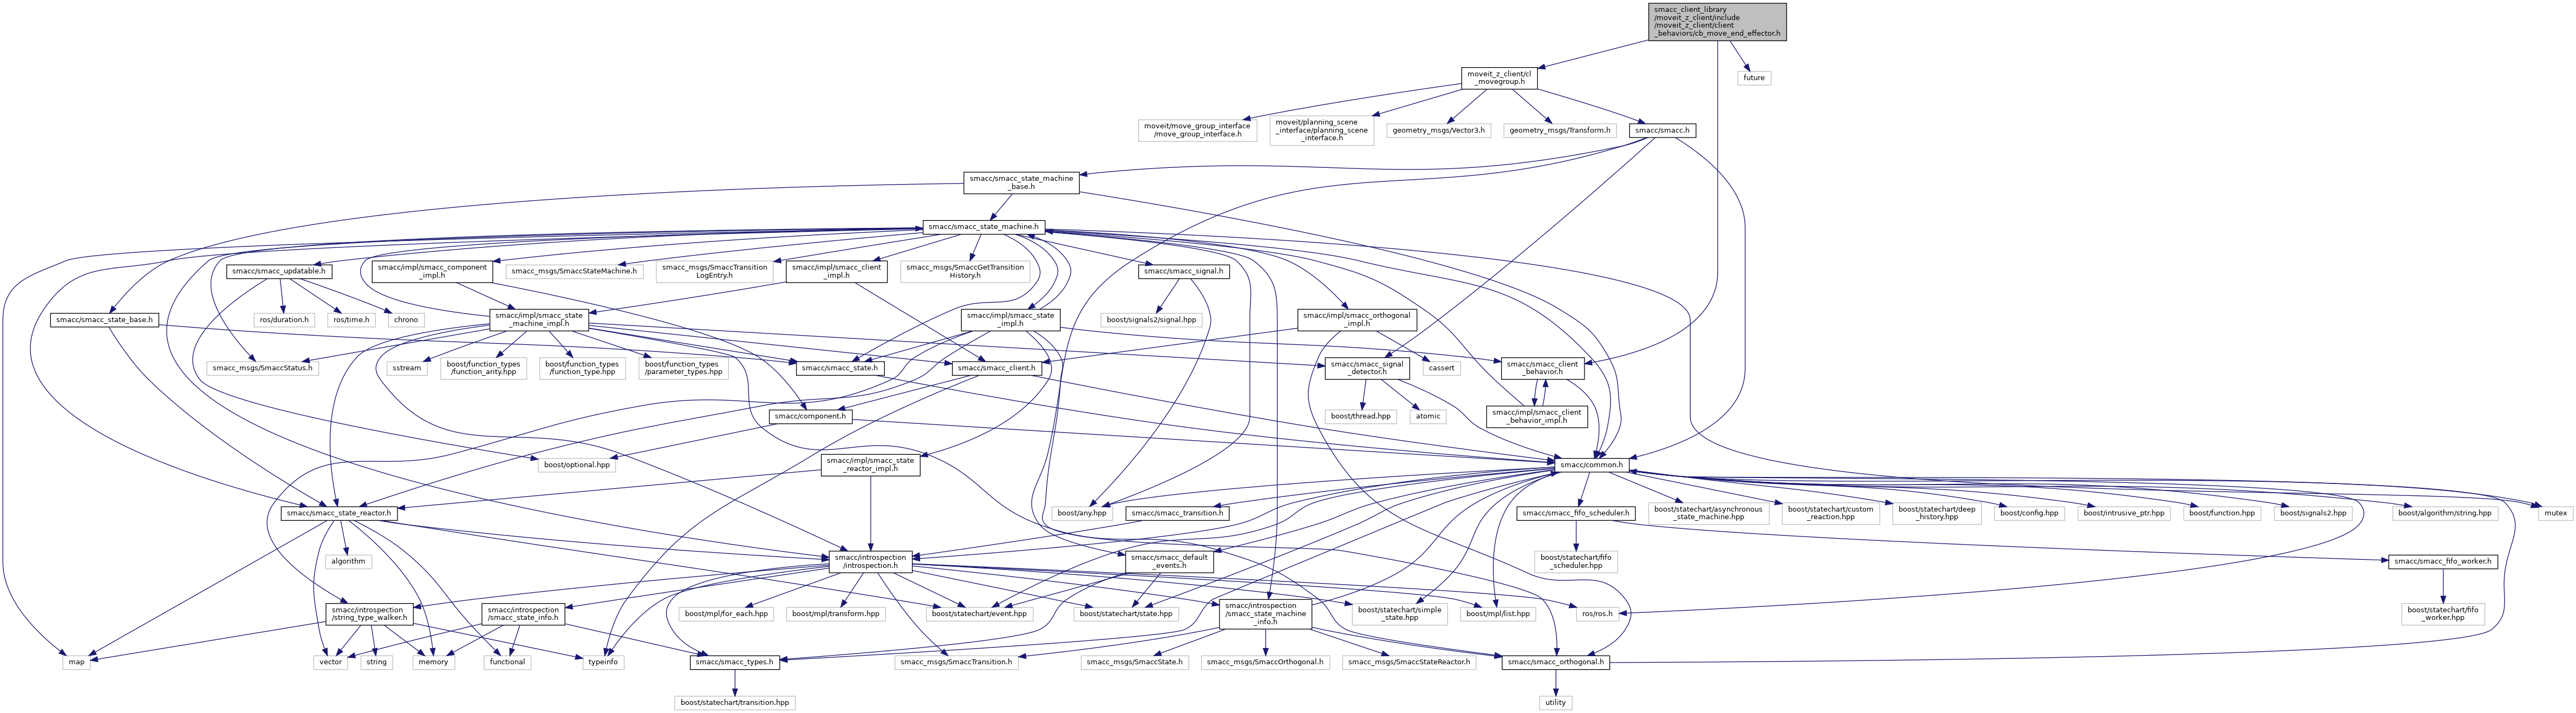 smacc_client_library
/moveit_z_client/include
/moveit_z_client/client
_behaviors/cb_move_end_effector.h
moveit_z_client/cl
_movegroup.h
future
moveit/move_group_interface
/move_group_interface.h
moveit/planning_scene
_interface/planning_scene
_interface.h
geometry_msgs/Vector3.h
geometry_msgs/Transform.h
smacc/smacc.h
smacc/smacc_state_machine
_base.h
smacc/smacc_state_machine.h
smacc/smacc_updatable.h
smacc/impl/smacc_component
_impl.h
smacc_msgs/SmaccStateMachine.h
smacc_msgs/SmaccTransition
LogEntry.h
smacc/impl/smacc_client
_impl.h
smacc_msgs/SmaccGetTransition
History.h
smacc/smacc_signal.h
smacc/smacc_state_base.h
ros/duration.h
ros/time.h
chrono
smacc/impl/smacc_state
_machine_impl.h
smacc/impl/smacc_state
_impl.h
boost/signals2/signal.hpp
smacc/impl/smacc_orthogonal
_impl.h
smacc_msgs/SmaccStatus.h
sstream
boost/function_types
/function_arity.hpp
boost/function_types
/function_type.hpp
boost/function_types
/parameter_types.hpp
smacc/smacc_state.h
smacc/smacc_client.h
smacc/smacc_signal
_detector.h
cassert
smacc/smacc_client
_behavior.h
smacc/component.h
boost/thread.hpp
atomic
smacc/impl/smacc_client
_behavior_impl.h
boost/optional.hpp
smacc/impl/smacc_state
_reactor_impl.h
smacc/common.h
smacc/smacc_state_reactor.h
boost/any.hpp
smacc/smacc_transition.h
smacc/smacc_fifo_scheduler.h
boost/statechart/asynchronous
_state_machine.hpp
boost/statechart/custom
_reaction.hpp
boost/statechart/deep
_history.hpp
boost/config.hpp
boost/intrusive_ptr.hpp
boost/function.hpp
boost/signals2.hpp
boost/algorithm/string.hpp
mutex
algorithm
smacc/introspection
/introspection.h
smacc/smacc_default
_events.h
boost/statechart/fifo
_scheduler.hpp
smacc/smacc_fifo_worker.h
smacc/introspection
/string_type_walker.h
smacc/introspection
/smacc_state_info.h
boost/mpl/for_each.hpp
boost/mpl/transform.hpp
boost/statechart/event.hpp
boost/statechart/state.hpp
smacc/introspection
/smacc_state_machine
_info.h
boost/statechart/simple
_state.hpp
boost/mpl/list.hpp
ros/ros.h
boost/statechart/fifo
_worker.hpp
map
vector
string
memory
functional
typeinfo
smacc/smacc_types.h
smacc_msgs/SmaccTransition.h
smacc_msgs/SmaccState.h
smacc_msgs/SmaccOrthogonal.h
smacc_msgs/SmaccStateReactor.h
smacc/smacc_orthogonal.h
boost/statechart/transition.hpp
utility